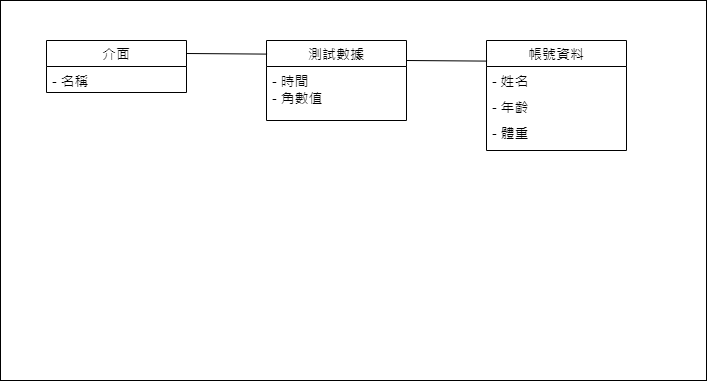 介面
- 名稱
測試數據
- 時間
- 角數值
帳號資料
- 姓名
- 年齡
- 體重